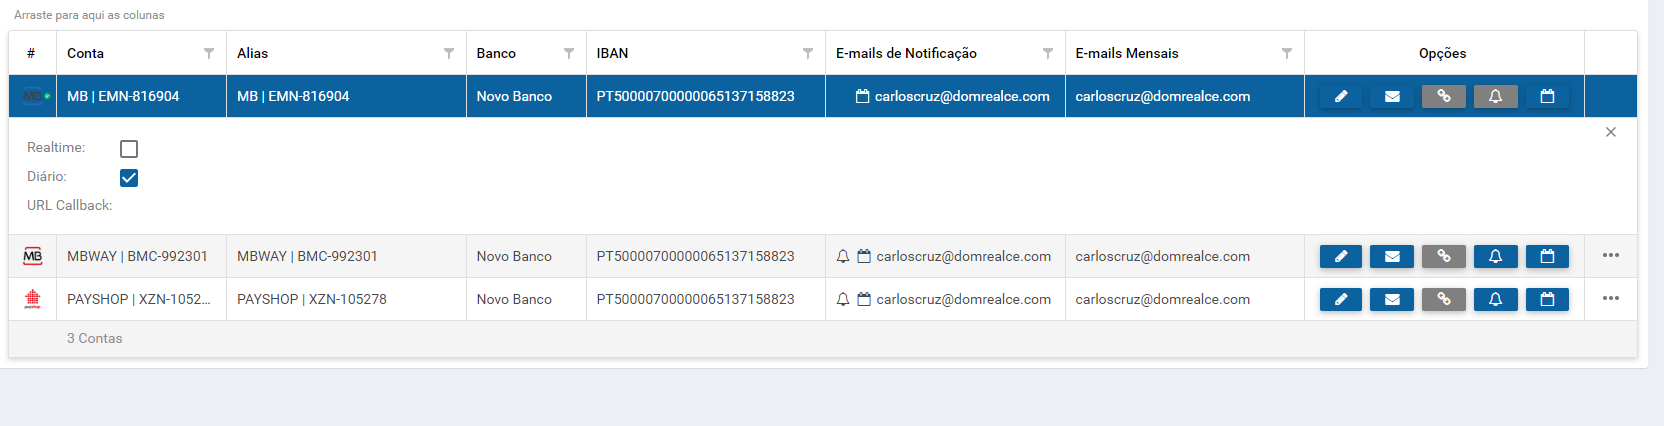 Arraste para aqui as colunas
# Conta Alias Banco IBAN E-mails de Notificação E-mails Mensais Opções
MB MB | EMN-816904 MB | EMN-816904 Novo Banco PT50000700000065137158823 carloscruz@domrealce.com carloscruz@domrealce.com
Realtime:
Diário:
URL Callback:
MB MBWAY | BMC-992301 MBWAY | BMC-992301 Novo Banco PT50000700000065137158823 carloscruz@domrealce.com carloscruz@domrealce.com
PAYSHOP | XZN-1052... PAYSHOP | XZN-105278 Novo Banco PT50000700000065137158823 carloscruz@domrealce.com carloscruz@domrealce.com
3 Contas